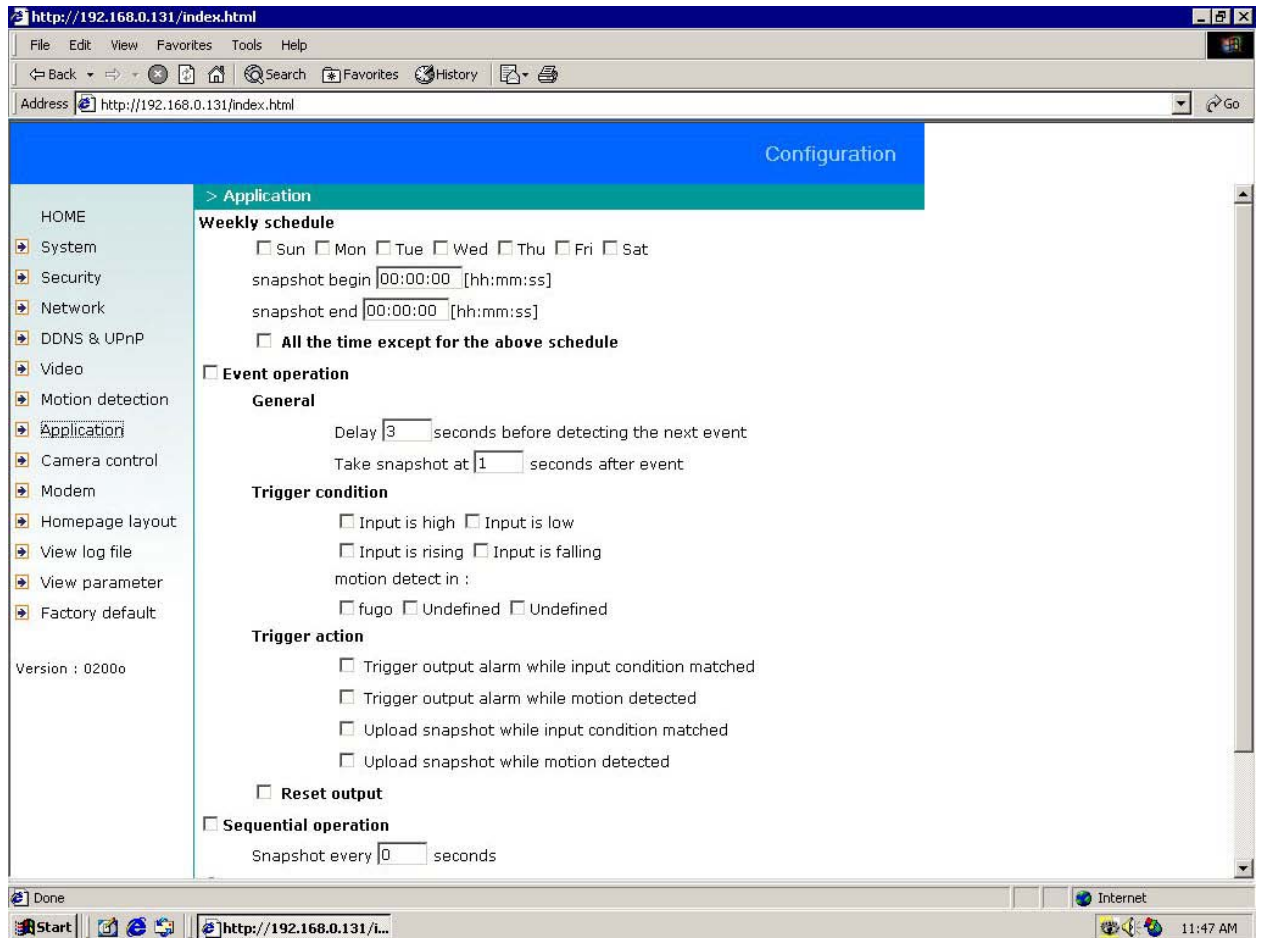 http://192.168.0.131/index.html
File Edit View Favorites Tools Help
Back Search Favorites History
Address http://192.168.0.131/index.html Go
Configuration
> Application
HOME
System
Security
Network
DDNS & UPnP
Video
Motion detection
Application
Camera control
Modem
Homepage layout
View log file
View parameter
Factory default
Version : 0200o
Weekly schedule
Sun Mon Tue Wed Thu Fri Sat
snapshot begin 00:00:00 [hh:mm:ss]
snapshot end 00:00:00 [hh:mm:ss]
All the time except for the above schedule
Event operation
General
Delay 3 seconds before detecting the next event
Take snapshot at 1 seconds after event
Trigger condition
Input is high Input is low
Input is rising Input is falling
motion detect in :
fugo Undefined Undefined
Trigger action
Trigger output alarm while input condition matched
Trigger output alarm while motion detected
Upload snapshot while input condition matched
Upload snapshot while motion detected
Reset output
Sequential operation
Snapshot every 0 seconds
Done Internet
Start http://192.168.0.131/i... 11:47 AM